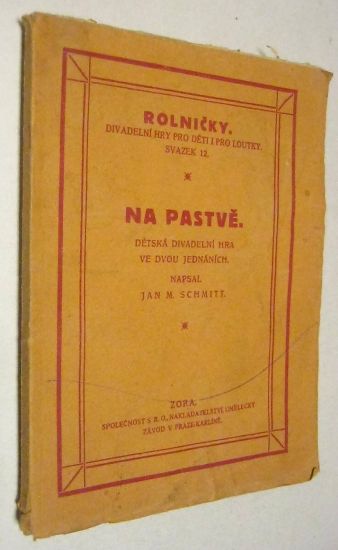 ROLNIČKY.
DIVADELNÍ HRY PRO DĚTI I PRO LOUTKY.
SVAZEK 12.
NA PASTVĚ.
DĚTSKÁ DIVADELNÍ HRA
VE DVOU JEDNÁNÍCH.
NAPSAL
JAN M. SCHMITT.
ZORA.
SPOLEČNOST S R. O., NAKLADATELSTVÍ, UMĚLECKÝ
ZÁVOD V PRAZE-KARLÍNĚ.